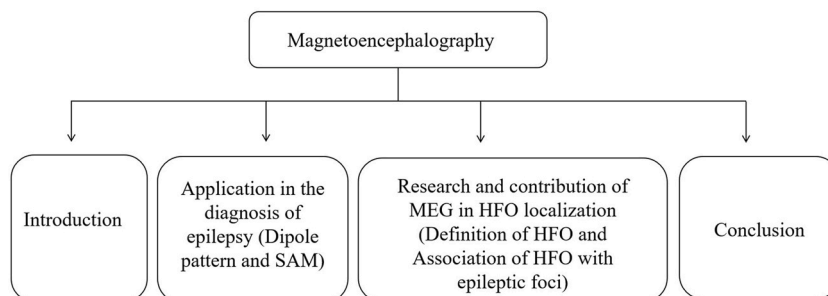 Magnetoencephalography
Introduction
Application in the
diagnosis of
epilepsy (Dipole
pattern and SAM)
Research and contribution of
MEG in HFO localization
(Definition of HFO and
Association of HFO with
epileptic foci)
Conclusion